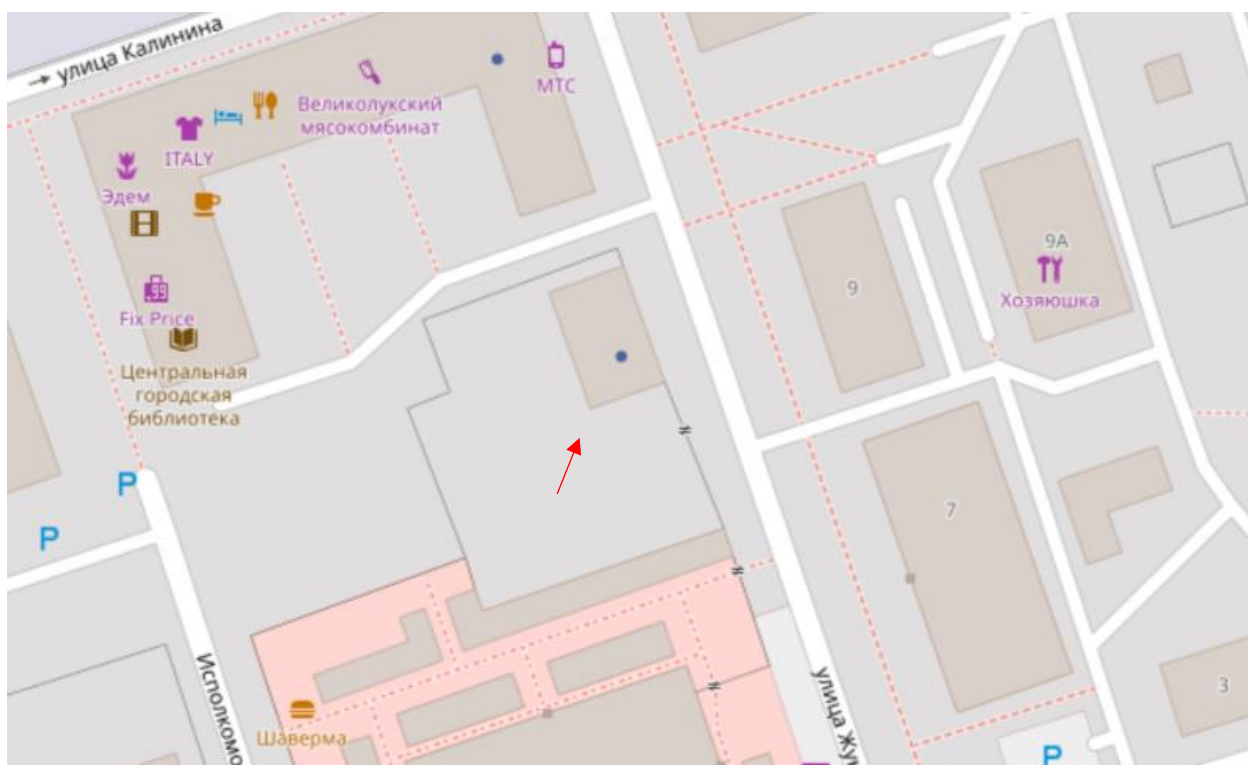 → улица Калинина
МТС
Великолукский
мясокомбинат
ITALY
Эдем
9А
Хозяюшка
9
.99
Fix Price
Центральная
городская
библиотека
P
P
7
Исполкомо
улица Жу
3
Шаверма
P